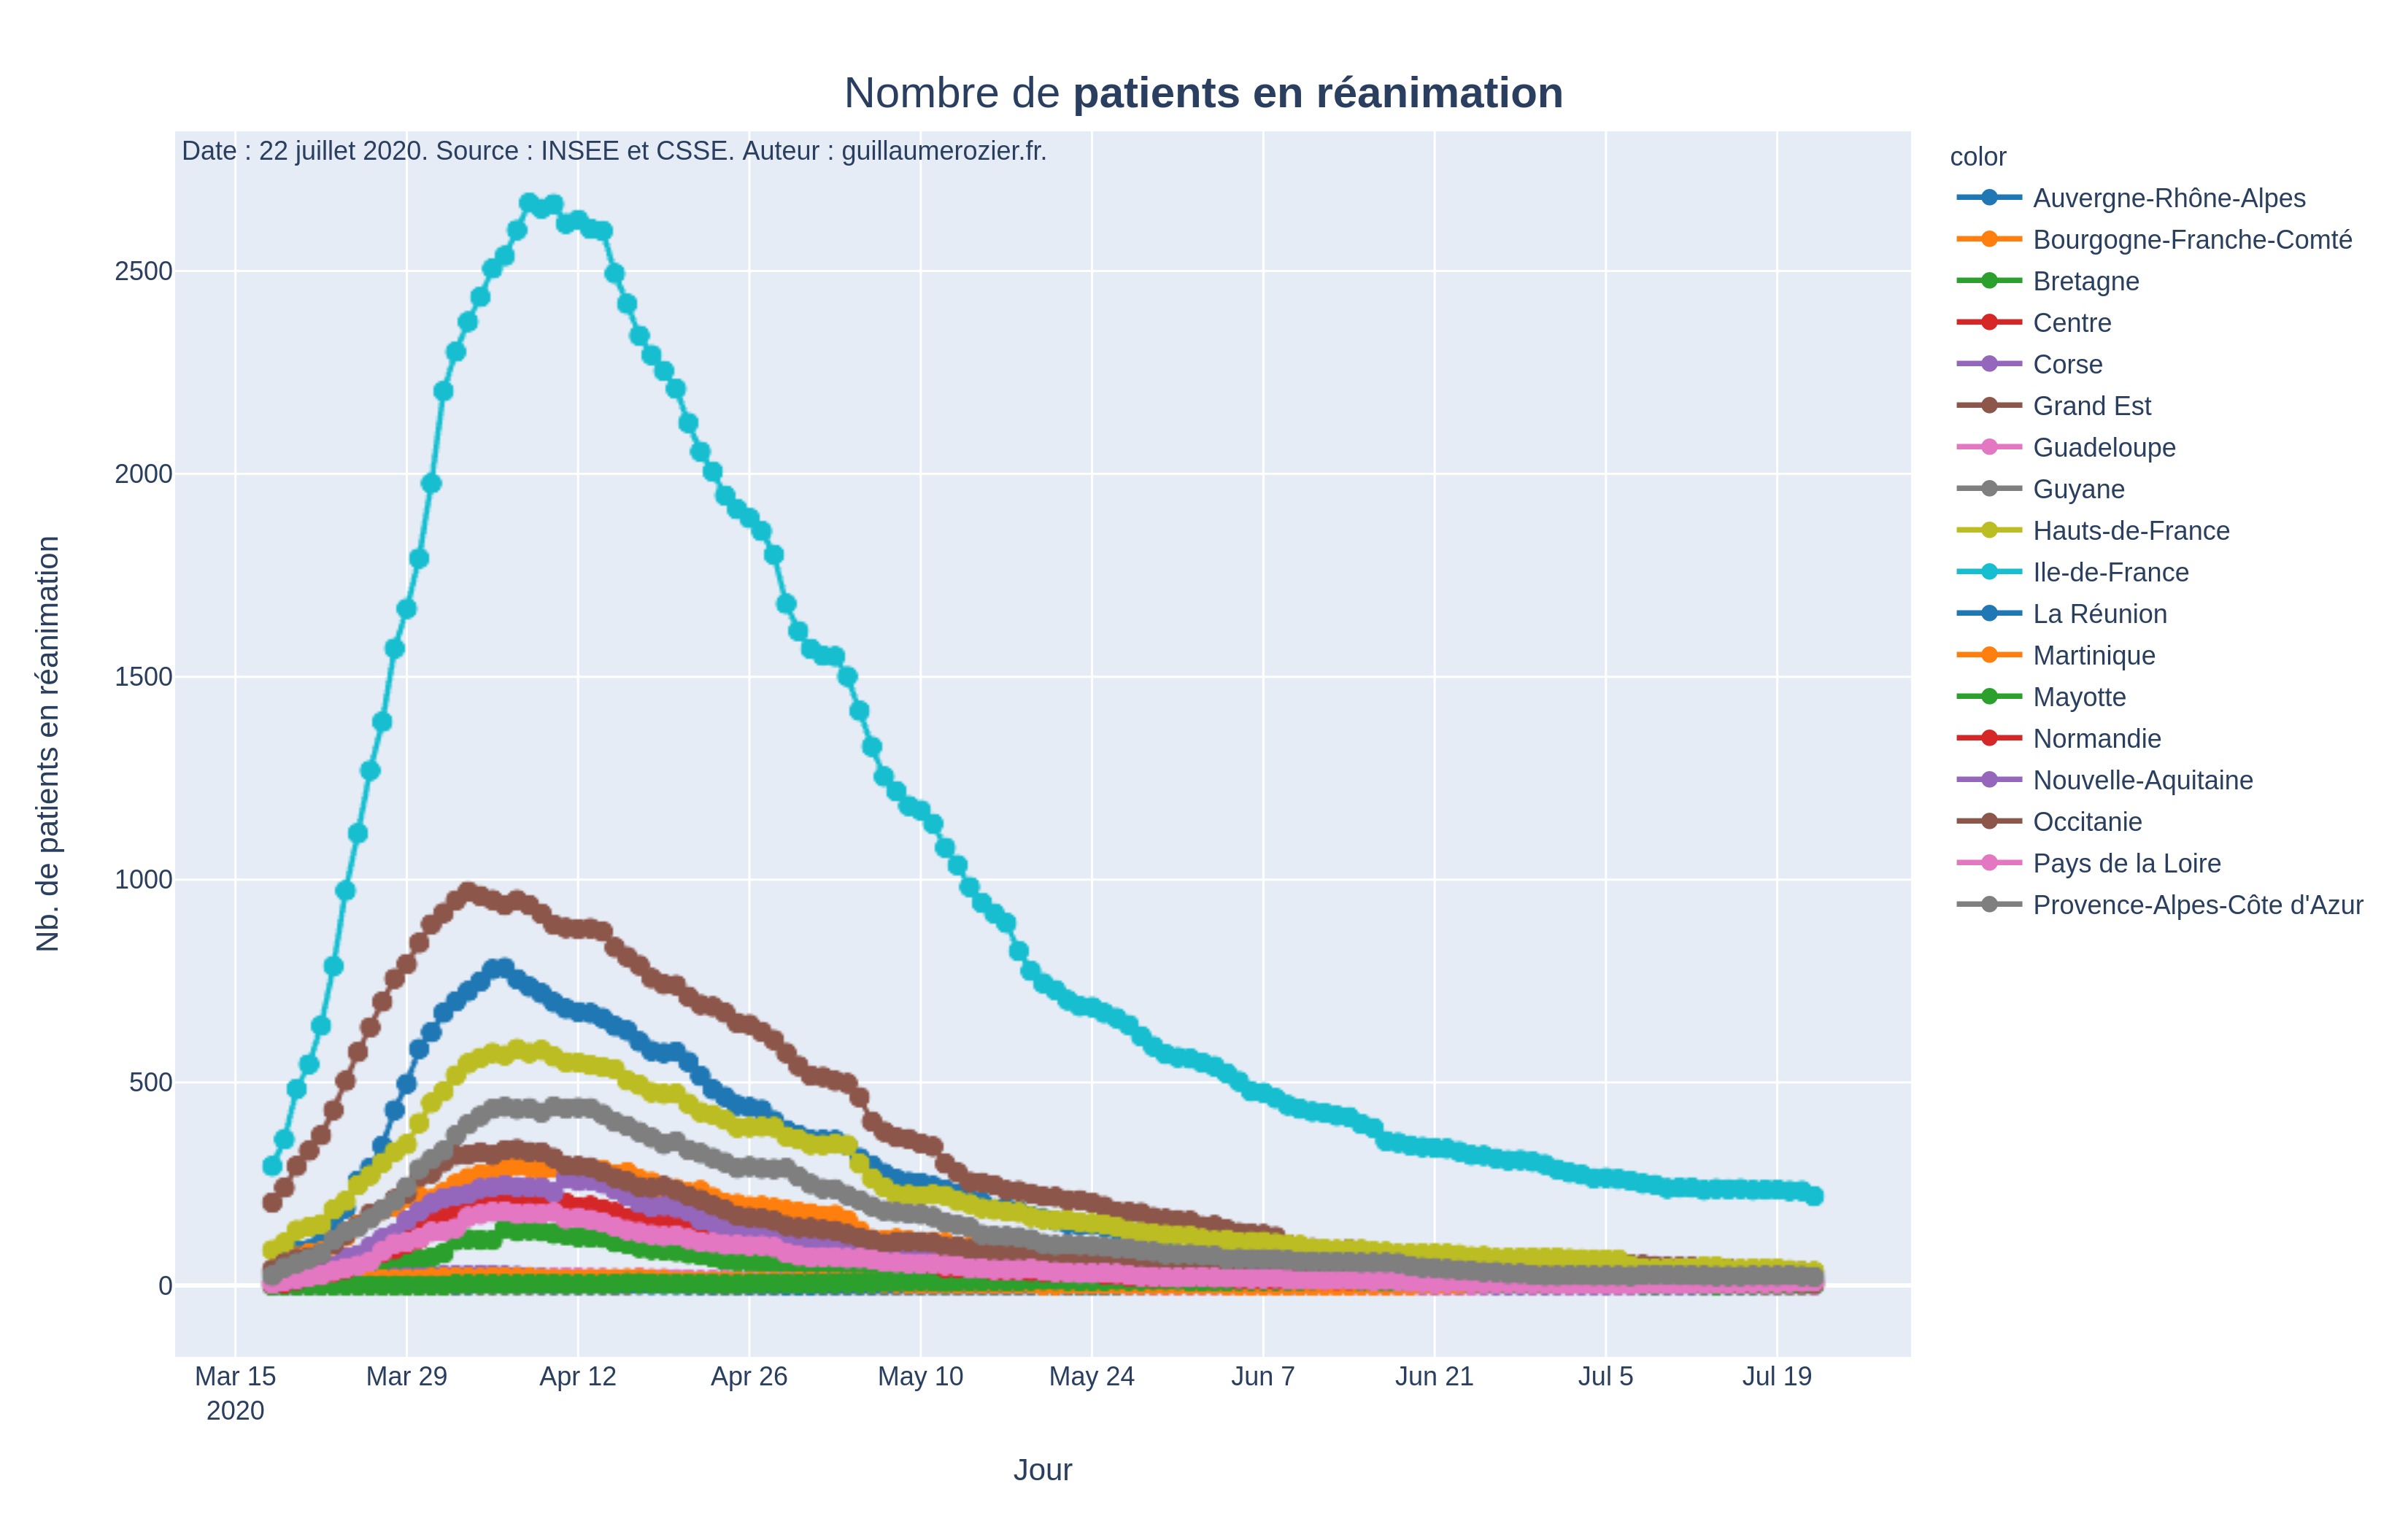 Nombre de patients en réanimation
Date : 22 juillet 2020. Source : INSEE et CSSE. Auteur : guillaumerozier.fr.
color
Auvergne-Rhône-Alpes
Bourgogne-Franche-Comté
Bretagne
Centre
Corse
Grand Est
Guadeloupe
Guyane
Hauts-de-France
Ile-de-France
La Réunion
Martinique
Mayotte
Normandie
Nouvelle-Aquitaine
Occitanie
Pays de la Loire
Provence-Alpes-Côte d'Azur
Nb. de patients en réanimation
2500
2000
1500
1000
500
0
Mar 15 Mar 29 Apr 12 Apr 26 May 10 May 24 Jun 7 Jun 21 Jul 5 Jul 19
2020
Jour